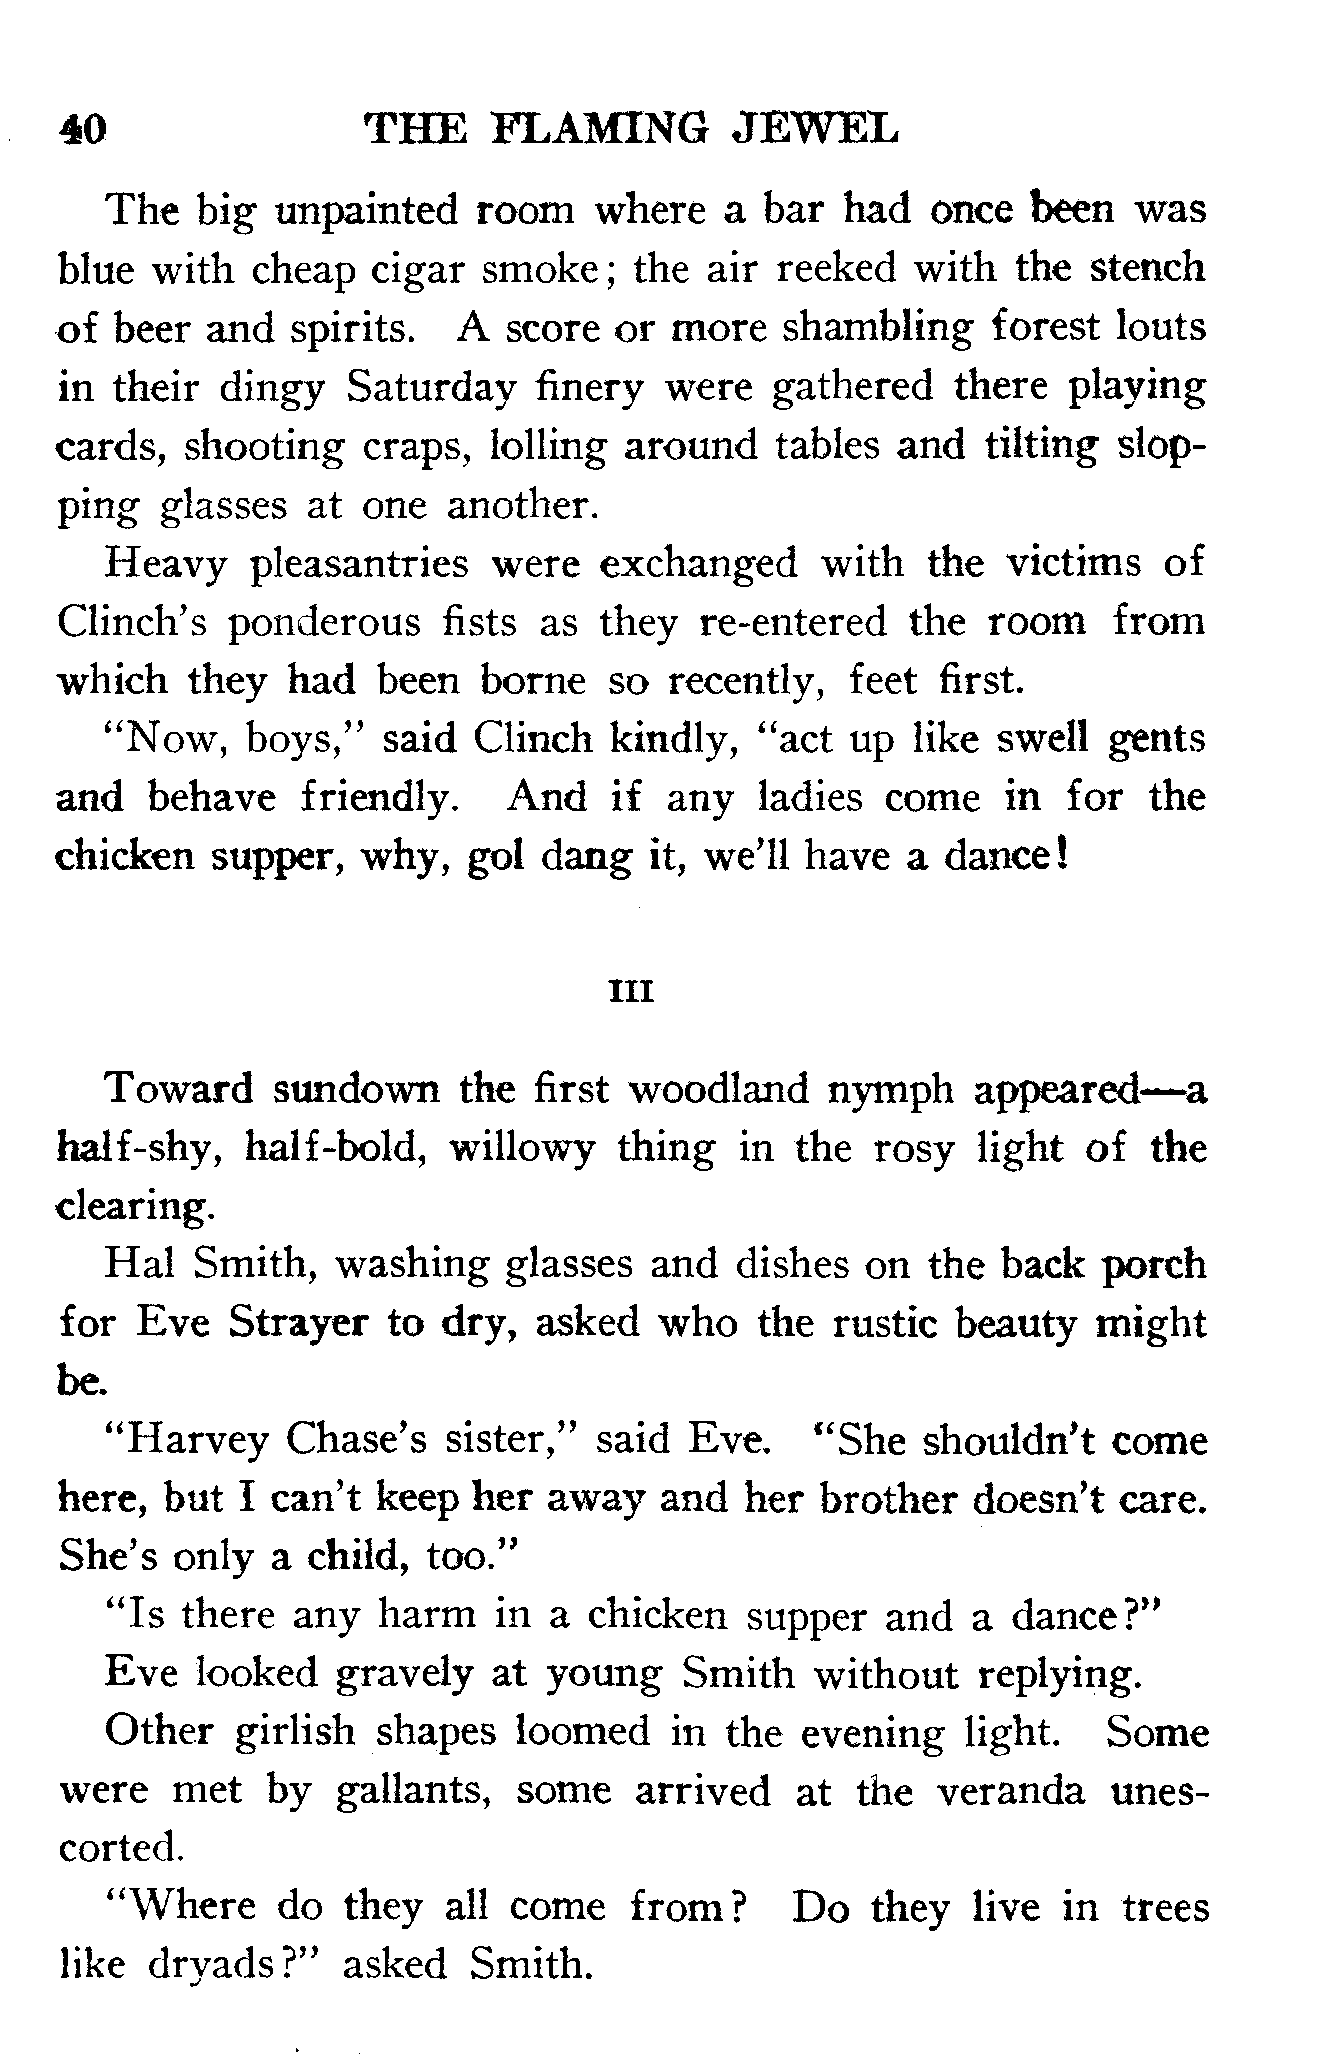 40 THE FLAMING JEWEL
The big unpainted room where a bar had once been was
blue with cheap cigar smoke; the air reeked with the stench
of beer and spirits. A score or more shambling forest louts
in their dingy Saturday finery were gathered there playing
cards, shooting craps, lolling around tables and tilting slop-
ping glasses at one another.
Heavy pleasantries were exchanged with the victims of
Clinch's ponderous fists as they re-entered the room from
which they had been borne so recently, feet first.
"Now, boys," said Clinch kindly, "act up like swell gents
and behave friendly. And if any ladies come in for the
chicken supper, why, gol dang it, we'll have a dance!
III
Toward sundown the first woodland nymph appeared—a
half-shy, half-bold, willowy thing in the rosy light of the
clearing.
Hal Smith, washing glasses and dishes on the back porch
for Eve Strayer to dry, asked who the rustic beauty might
be.
"Harvey Chase's sister," said Eve. "She shouldn't come
here, but I can't keep her away and her brother doesn't care.
She's only a child, too."
"Is there any harm in a chicken supper and a dance?"
Eve looked gravely at young Smith without replying.
Other girlish shapes loomed in the evening light. Some
were met by gallants, some arrived at the veranda unes-
corted.
"Where do they all come from? Do they live in trees
like dryads?" asked Smith.